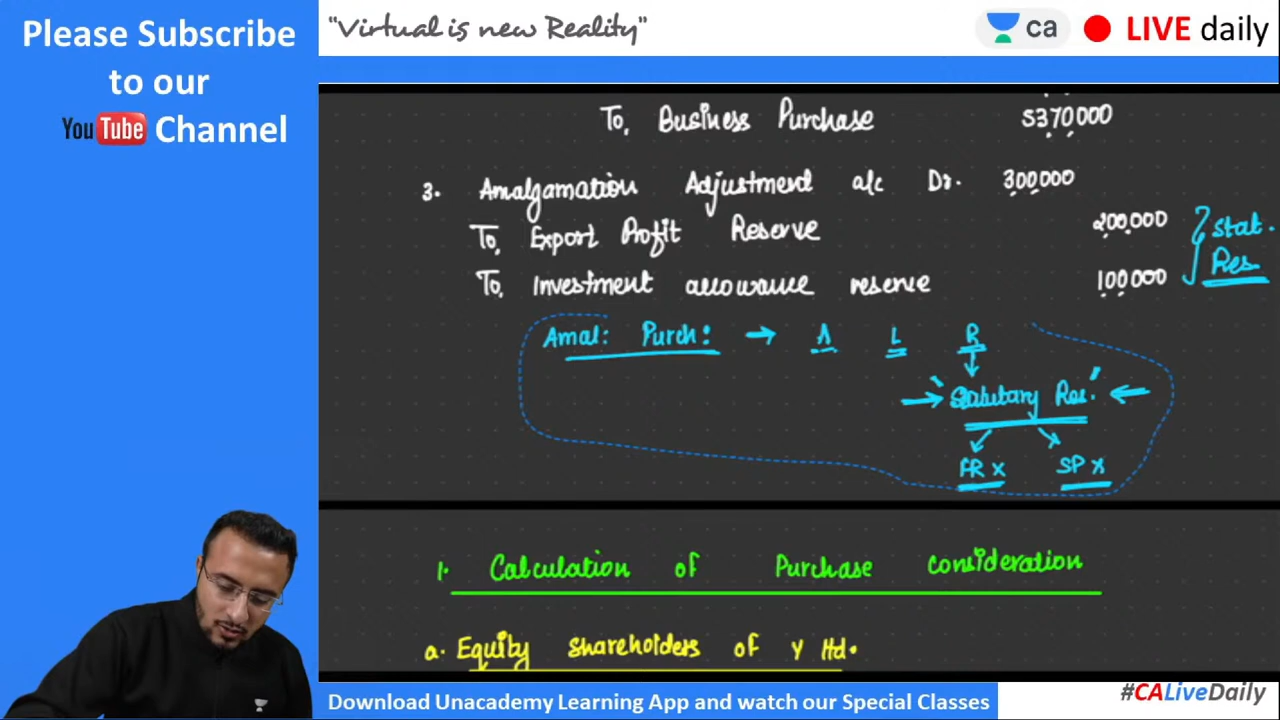 Please Subscribe
to our
YouTube Channel
"Virtual is new Reality"
ca
LIVE daily
To, Business Purchase 5370000
3. Amalgamation Adjustment a/c Dr. 300000
To, Export Profit Reserve 200,000
To, Investment allowance reserve 100000
Stat.
Res
Amal: Purch: → A L R
"Statutary Res."
FR x SP x
1. Calculation of Purchase consideration
a. Equity shareholders of Y ltd.
Download Unacademy Learning App and watch our Special Classes
#CALiveDaily